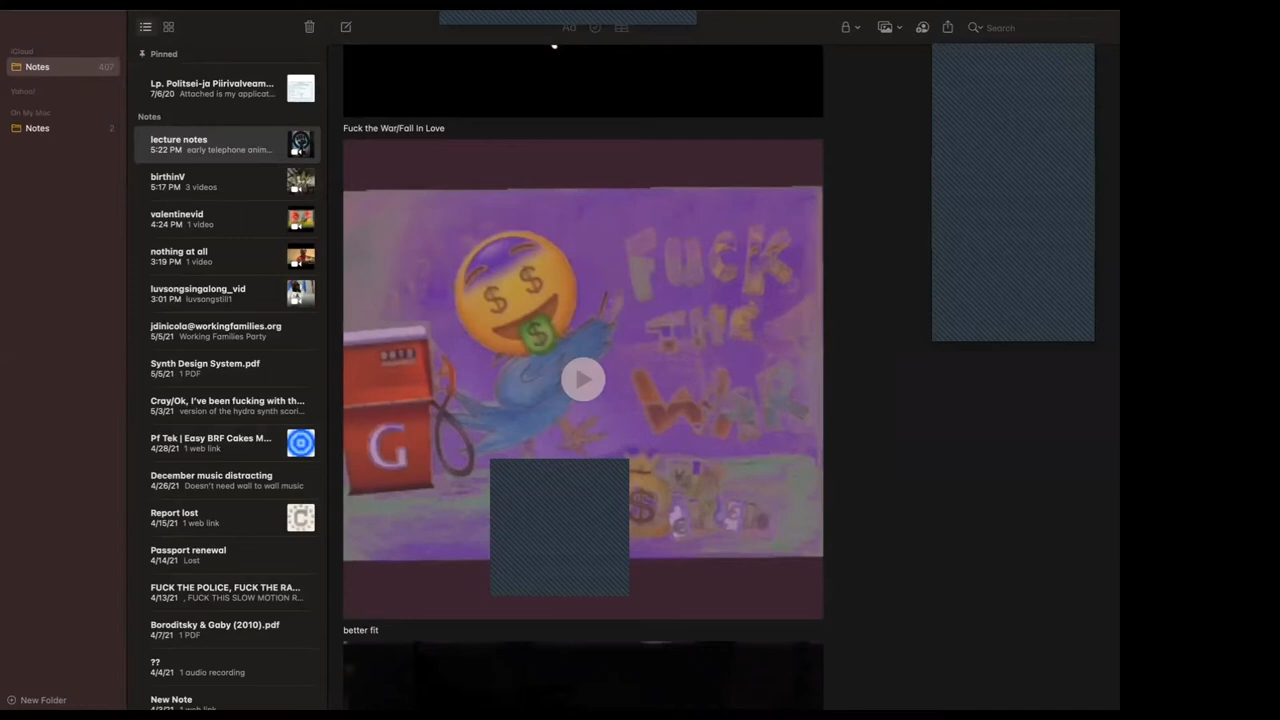 Search
iCloud
Notes 407
Yahoo!
On My Mac
Notes 2
New Folder
Pinned
Lp. Politsei-ja Piirivalveam...
7/6/20 Attached is my applicat...
Notes
lecture notes
5:22 PM early telephone anim...
birthinV
5:17 PM 3 videos
valentinevid
4:24 PM 1 video
nothing at all
3:19 PM 1 video
luvsongsingalong_vid
3:01 PM luvsongstill1
jdinicola@workingfamilies.org
5/5/21 Working Families Party
Synth Design System.pdf
5/5/21 1 PDF
Cray/Ok, I've been fucking with th...
5/3/21 version of the hydra synth scori...
Pf Tek | Easy BRF Cakes M...
4/28/21 1 web link
December music distracting
4/26/21 Doesn't need wall to wall music
Report lost
4/15/21 1 web link
Passport renewal
4/14/21 Lost
FUCK THE POLICE, FUCK THE RA...
4/13/21 , FUCK THIS SLOW MOTION R...
Boroditsky & Gaby (2010).pdf
4/7/21 1 PDF
??
4/4/21 1 audio recording
New Note
Fuck the War/Fall In Love
FUCK
THE
WAR
G
better fit